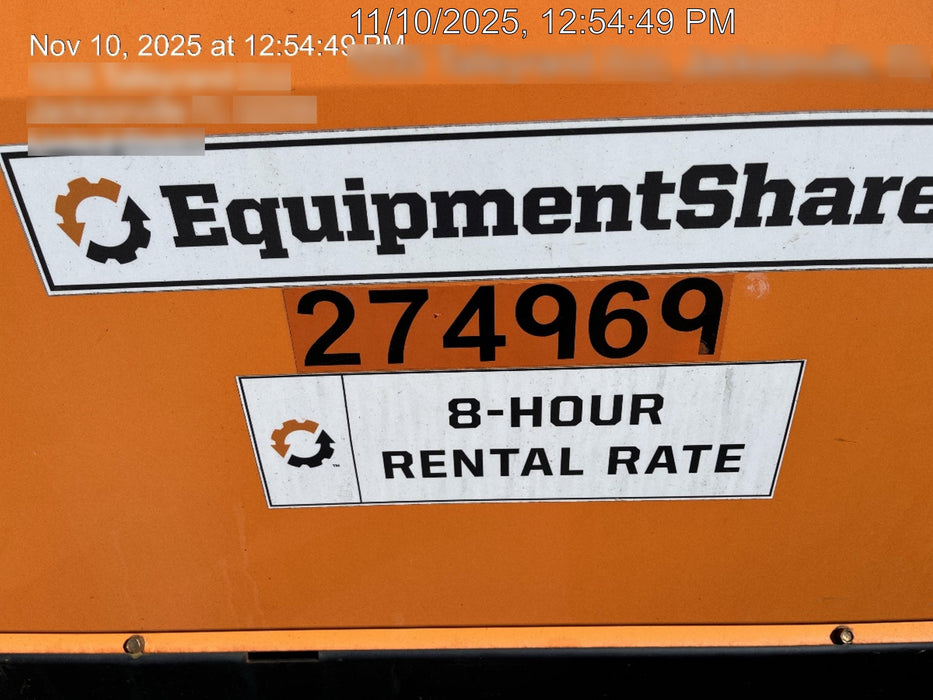 11/10/2025, 12:54:49 PM
Nov 10, 2025 at 12:54:49 PM
EquipmentShare
274969
8-HOUR
RENTAL RATE
TM